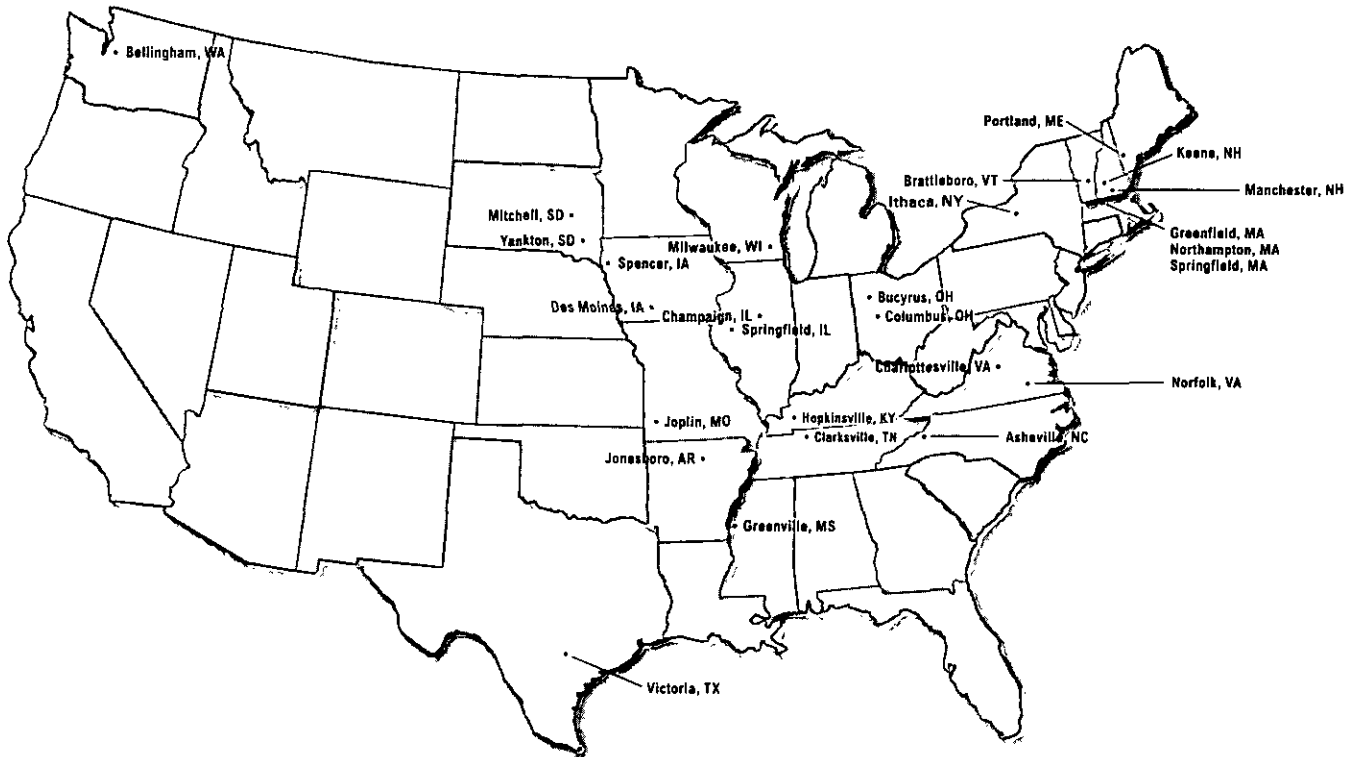 Bellingham, WA
Portland, ME
Keene, NH
Brattleboro, VT
Manchester, NH
Ithaca, NY
Mitchell, SD
Greenfield, MA
Yankton, SD
Milwaukee, WI
Northampton, MA
Spencer, IA
Springfield, MA
Bucyrus, OH
Des Moines, IA
Champaign, IL
Columbus, OH
Springfield, IL
Charlottesville, VA
Norfolk, VA
Joplin, MO
Hopkinsville, KY
Clarksville, TN
Asheville, NC
Jonesboro, AR
Greenville, MS
Victoria, TX